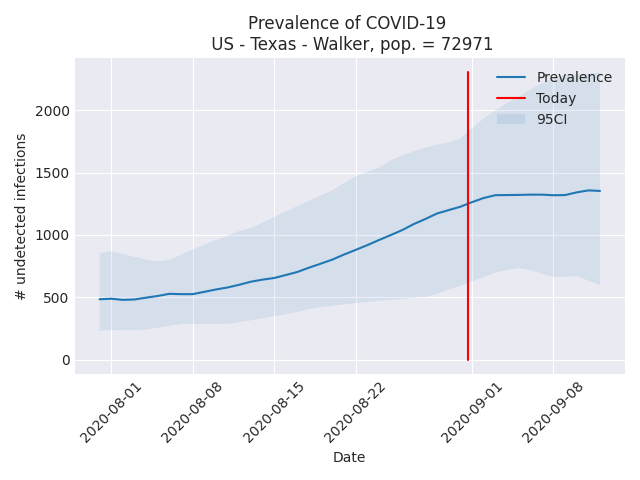 Prevalence of COVID-19
US - Texas - Walker, pop. = 72971
Prevalence
Today
95CI
# undetected infections
2000
1500
1000
500
0
2020-08-01
2020-08-08
2020-08-15
2020-08-22
2020-09-01
2020-09-08
Date